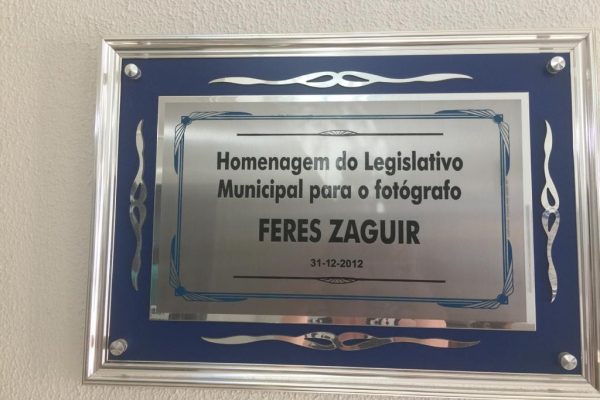 Homenagem do Legislativo
Municipal para o fotógrafo
FERES ZAGUIR
31-12-2012